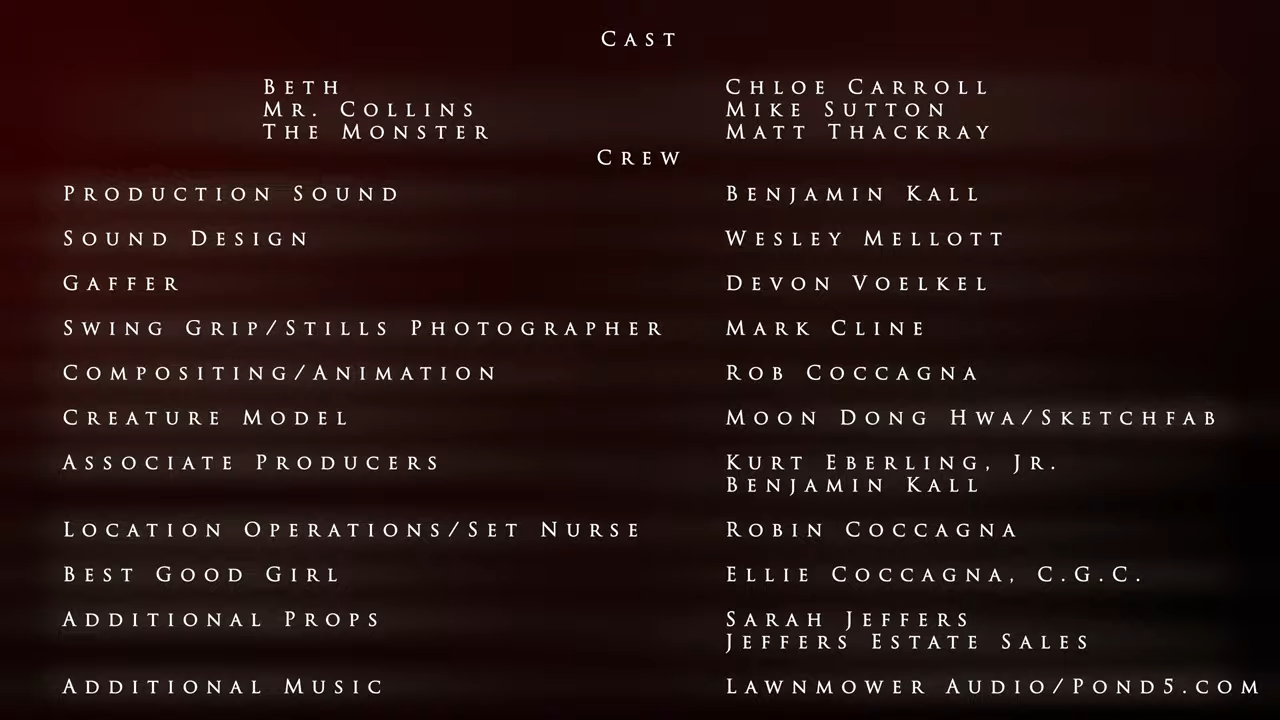 Cast
Beth Chloe Carroll
Mr. Collins Mike Sutton
The Monster Matt Thackray
Crew
Production Sound Benjamin Kall
Sound Design Wesley Mellott
Gaffer Devon Voelkel
Swing Grip/Stills Photographer Mark Cline
Compositing/Animation Rob Coccagna
Creature Model Moon Dong Hwa/Sketchfab
Associate Producers Kurt Eberling, Jr.
Benjamin Kall
Location Operations/Set Nurse Robin Coccagna
Best Good Girl Ellie Coccagna, C.G.C.
Additional Props Sarah Jeffers
Jeffers Estate Sales
Additional Music Lawnmower Audio/Pond5.com